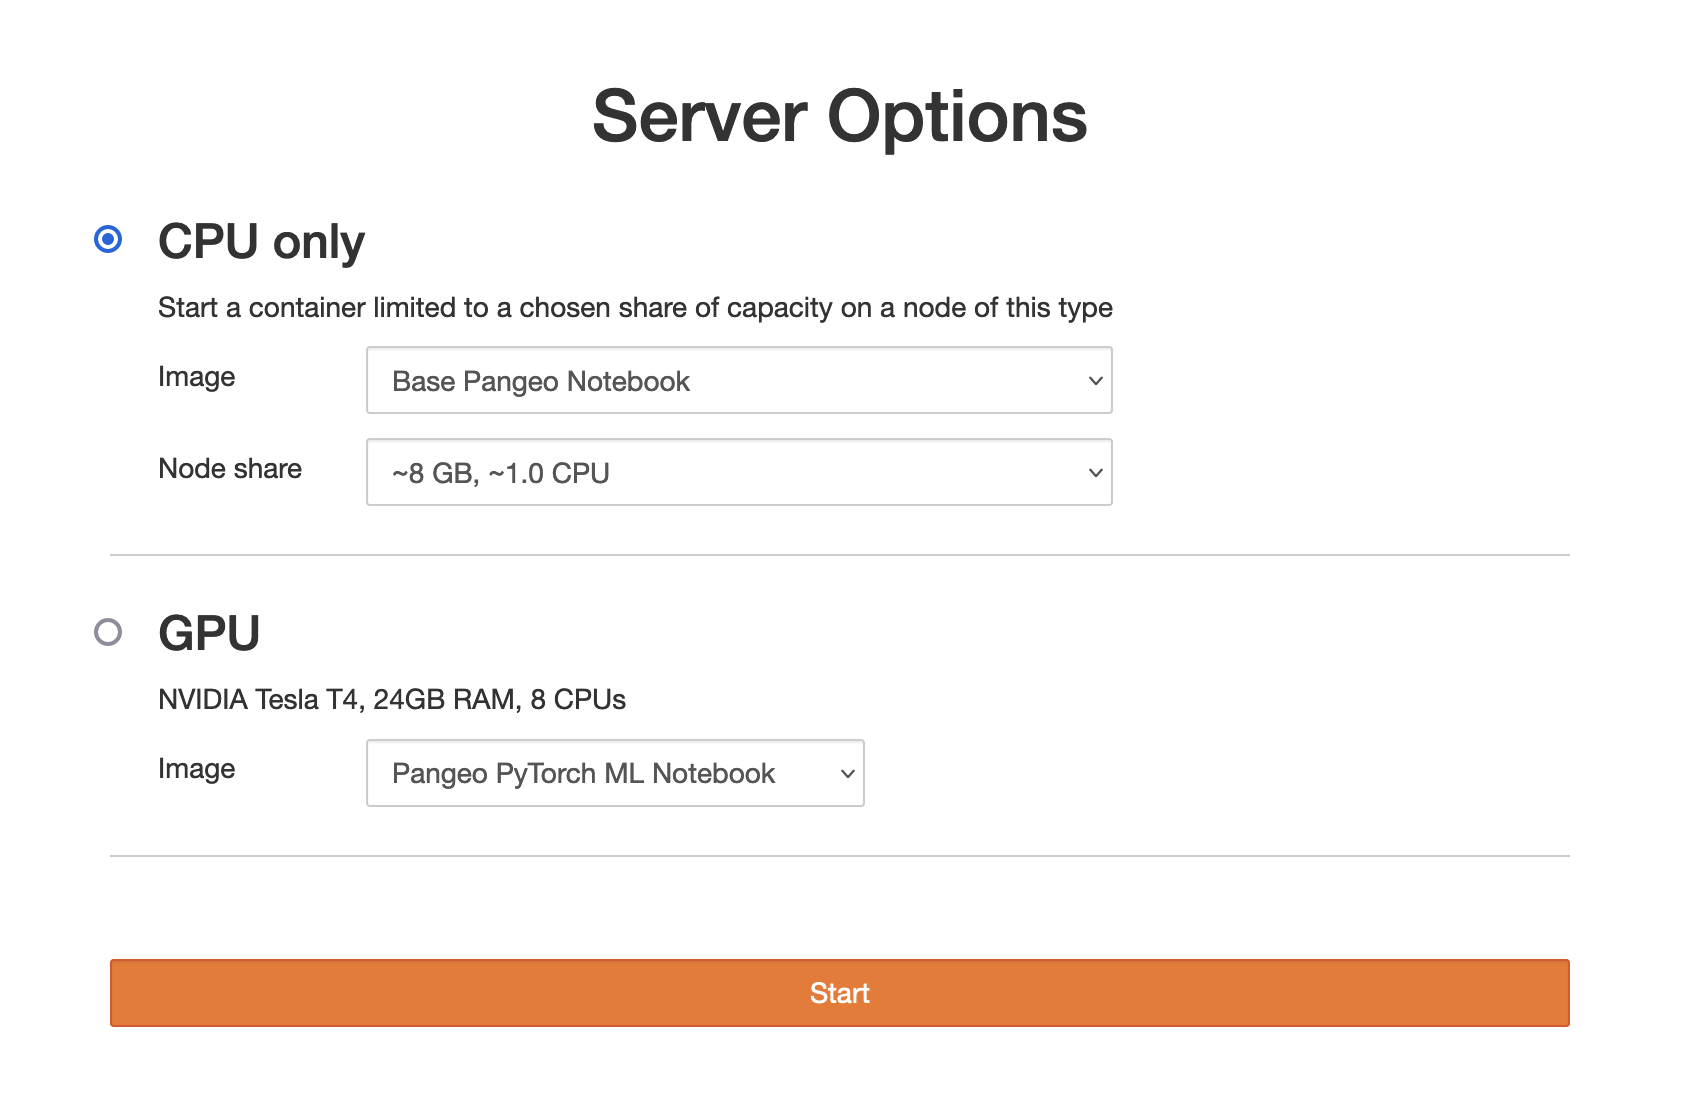 Server Options
CPU only
Start a container limited to a chosen share of capacity on a node of this type
Image
Base Pangeo Notebook
Node share
~8 GB, ~1.0 CPU
GPU
NVIDIA Tesla T4, 24GB RAM, 8 CPUs
Image
Pangeo PyTorch ML Notebook
Start